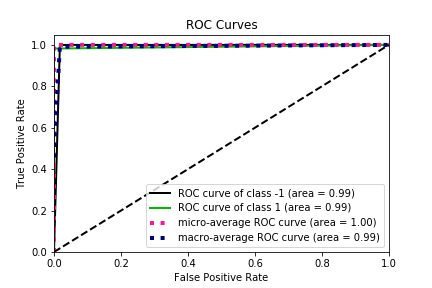 ROC Curves
True Positive Rate
1.0
0.8
0.6
0.4
0.2
0.0
ROC curve of class -1 (area = 0.99)
ROC curve of class 1 (area = 0.99)
micro-average ROC curve (area = 1.00)
macro-average ROC curve (area = 0.99)
0.0 0.2 0.4 0.6 0.8 1.0
False Positive Rate